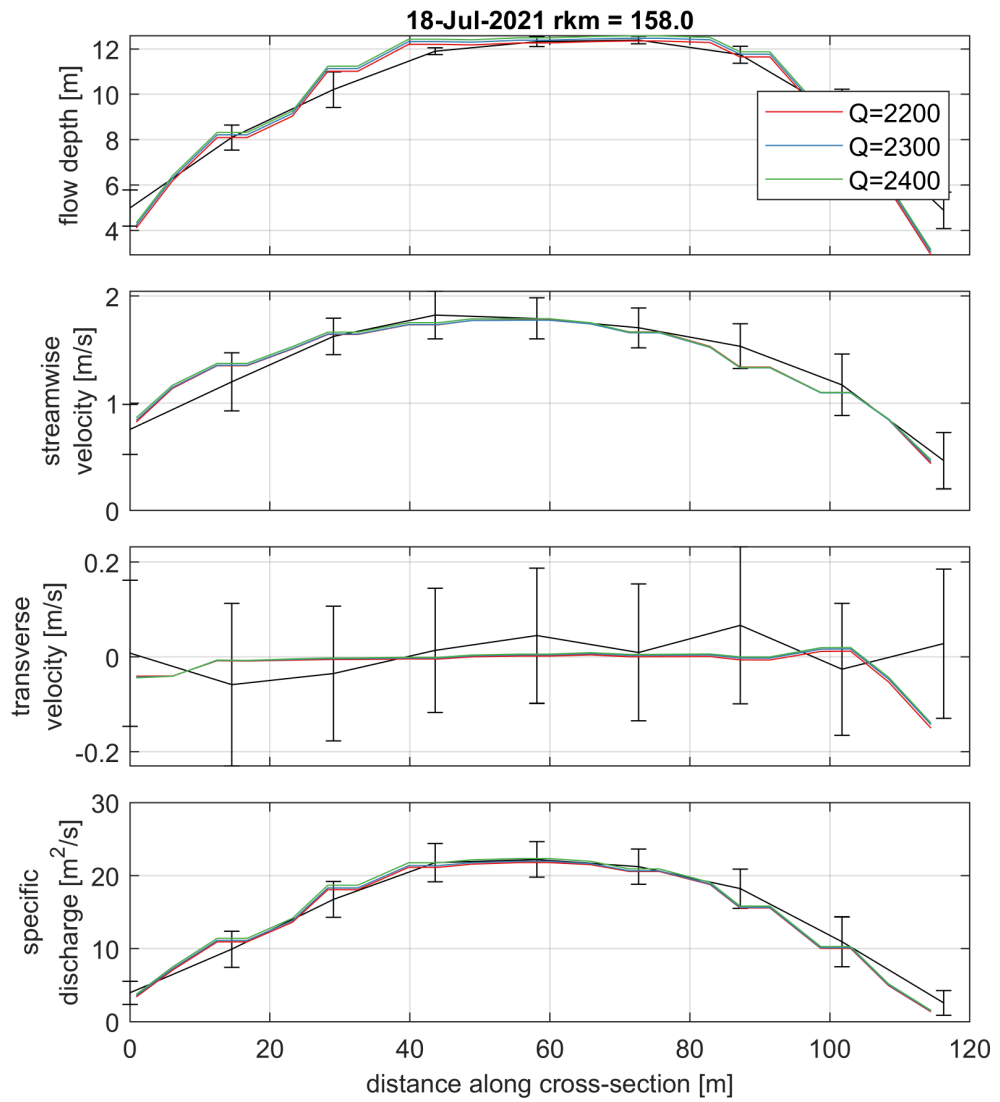 18-Jul-2021 rkm = 158.0
12
10
8
6
4
flow depth [m]
Q=2200
Q=2300
Q=2400
2
1
0
streamwise
velocity [m/s]
0.2
0
-0.2
transverse
velocity [m/s]
30
20
10
0
specific
discharge [m²/s]
0 20 40 60 80 100 120
distance along cross-section [m]